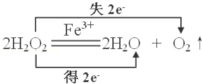 失 2e⁻
Fe³⁺
2H₂O₂ ═══ 2H₂O + O₂ ↑
得 2e⁻